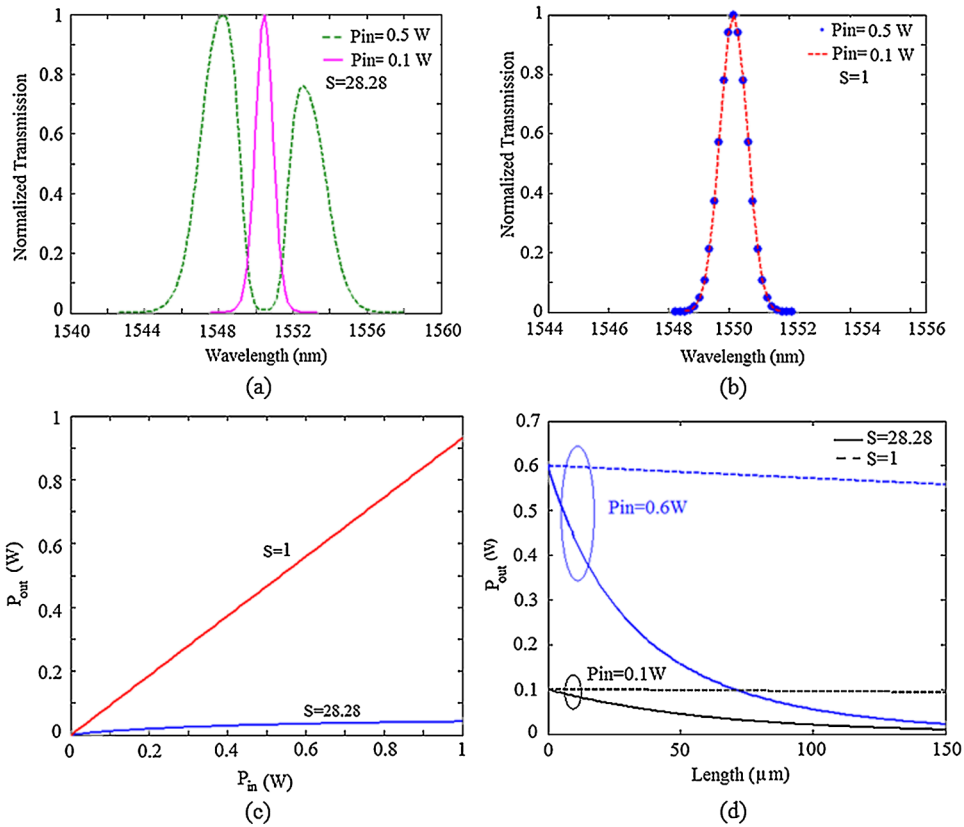 Pin= 0.5 W
Pin= 0.1 W
S=28.28
Normalized Transmission
1
0.8
0.6
0.4
0.2
0
1540 1544 1548 1552 1556 1560
Wavelength (nm)
(a)
Pin= 0.5 W
Pin= 0.1 W
S=1
Normalized Transmission
1
0.8
0.6
0.4
0.2
0
1544 1546 1548 1550 1552 1554 1556
Wavelength (nm)
(b)
1
0.8
0.6
0.4
0.2
0
Pout (W)
S=1
S=28.28
0 0.2 0.4 0.6 0.8 1
Pin (W)
(c)
0.7
0.6
0.5
0.4
0.3
0.2
0.1
0
Pout (W)
S=28.28
S=1
Pin=0.6W
Pin=0.1W
0 50 100 150
Length (μm)
(d)